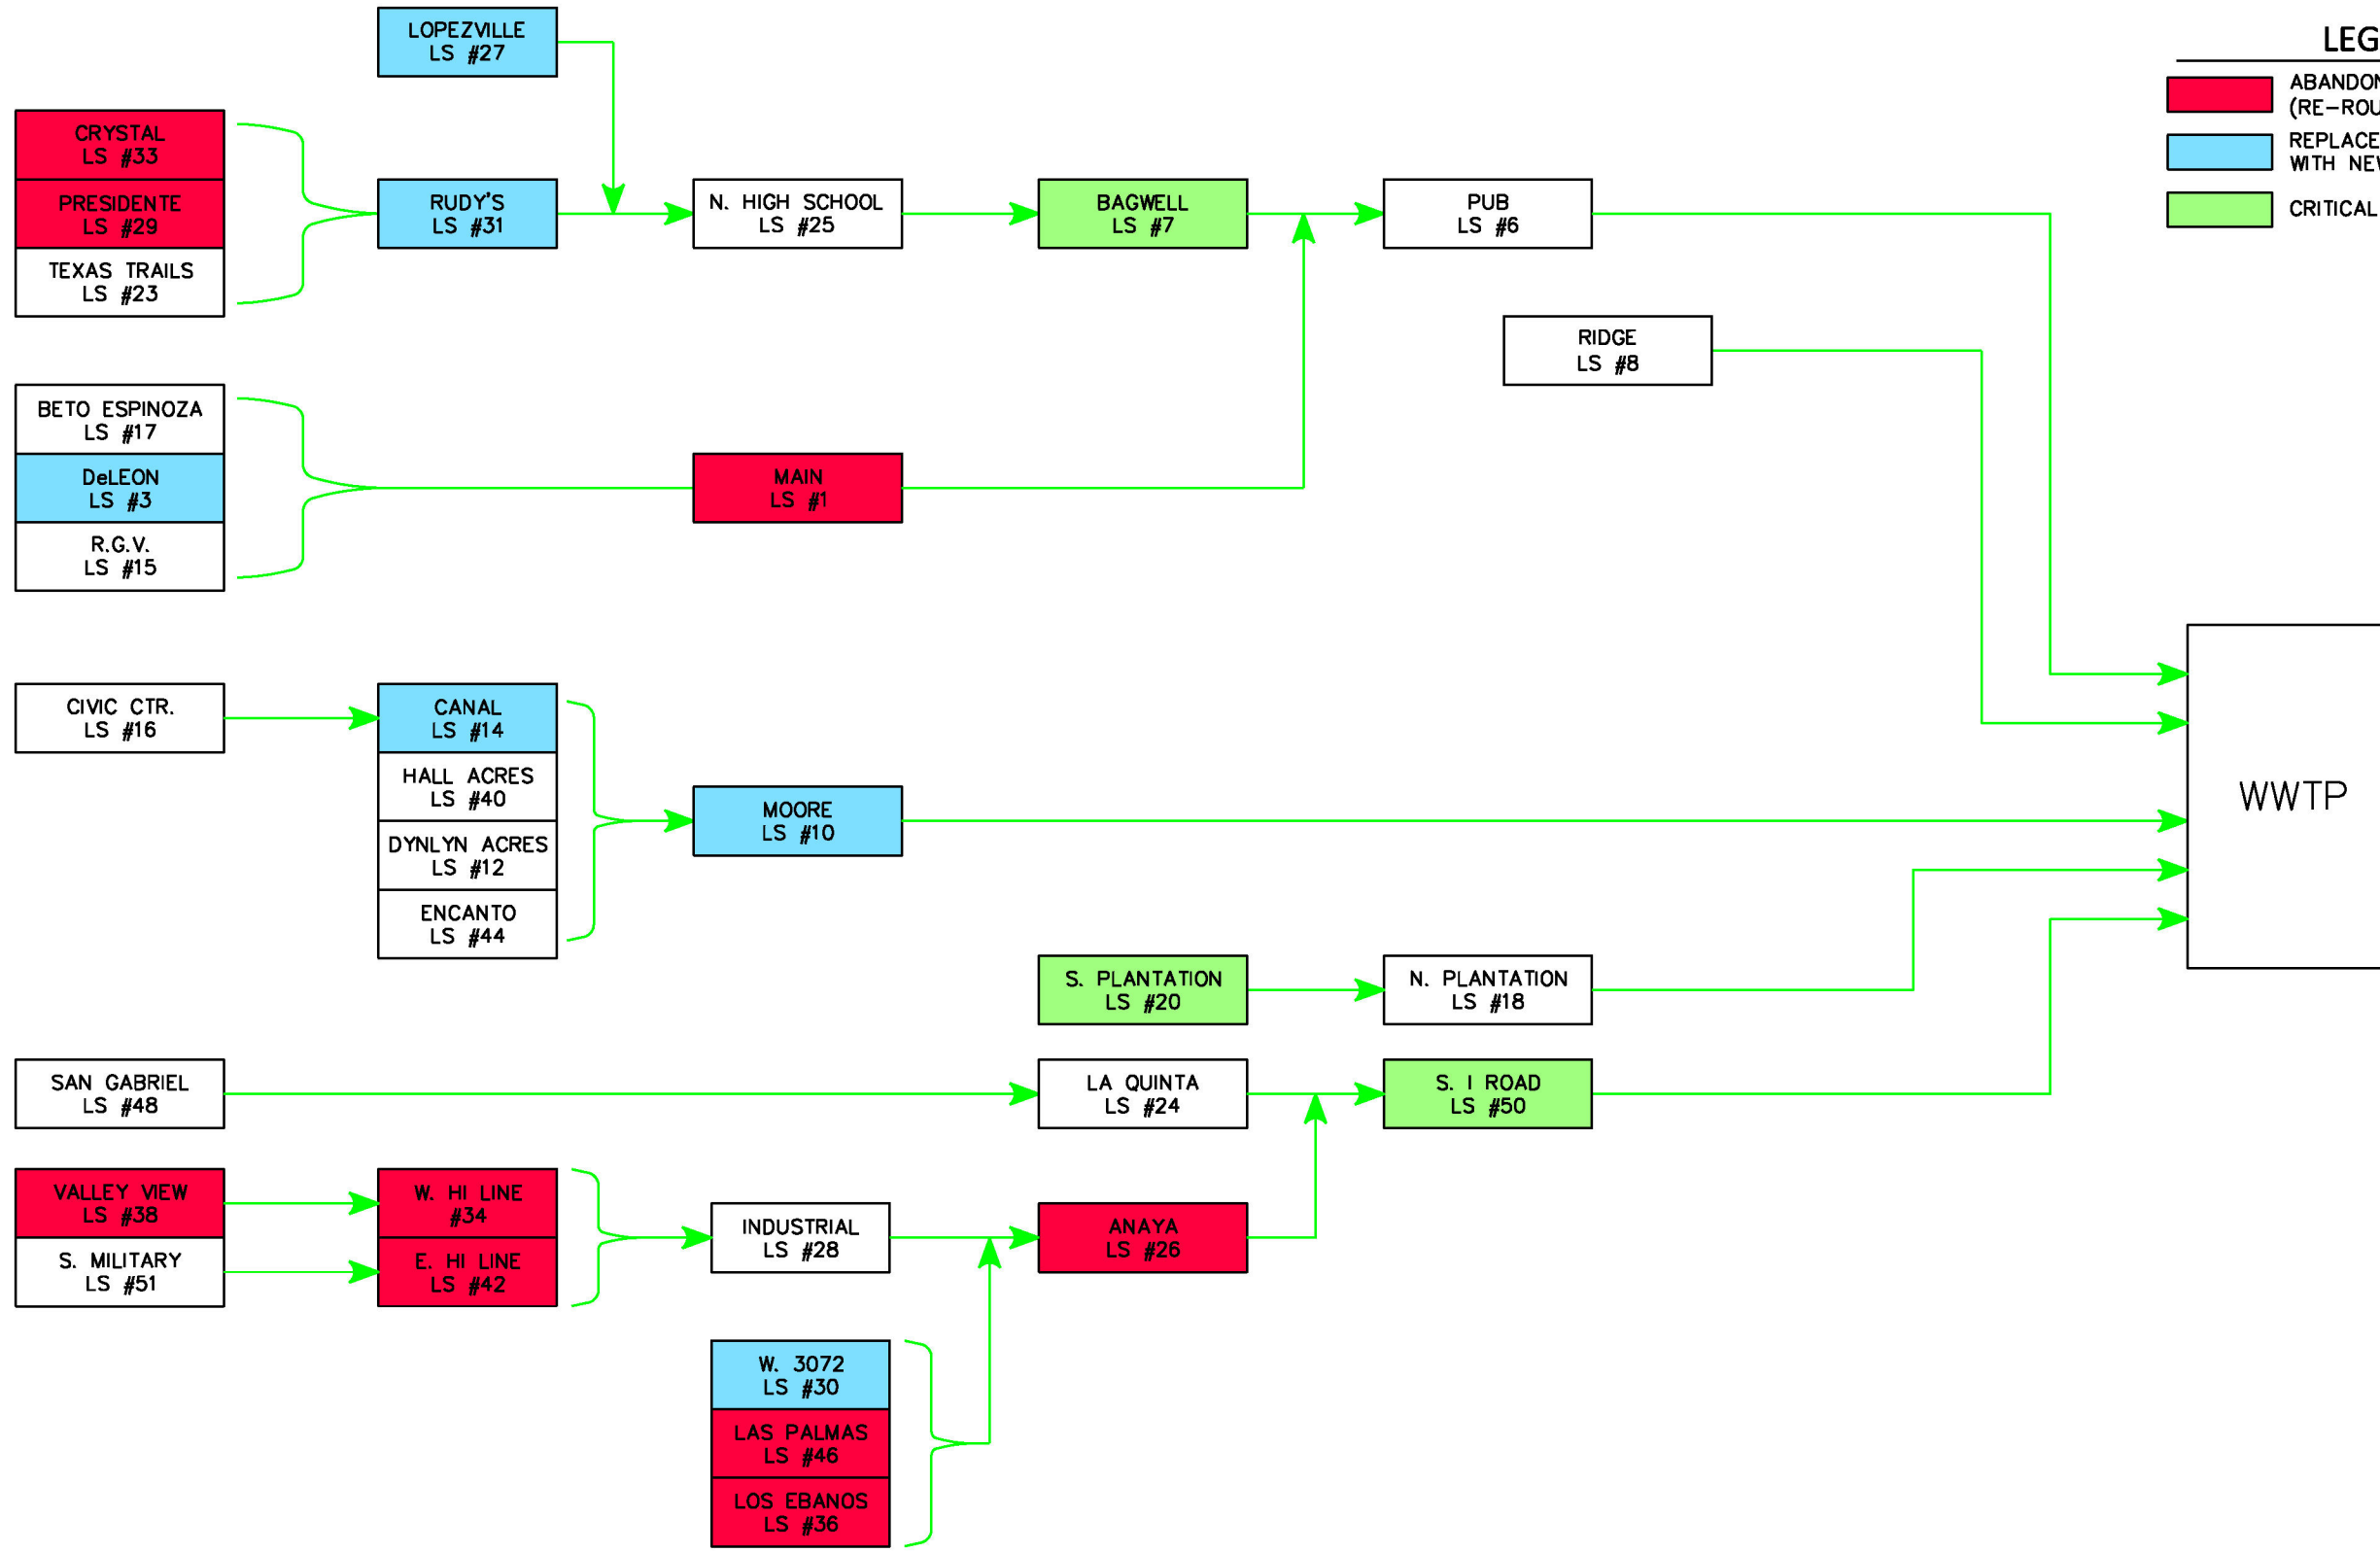 LOPEZVILLE
LS #27
CRYSTAL
LS #33
PRESIDENTE
LS #29
TEXAS TRAILS
LS #23
RUDY'S
LS #31
N. HIGH SCHOOL
LS #25
BAGWELL
LS #7
PUB
LS #6
RIDGE
LS #8
BETO ESPINOZA
LS #17
DeLEON
LS #3
R.G.V.
LS #15
MAIN
LS #1
CIVIC CTR.
LS #16
CANAL
LS #14
HALL ACRES
LS #40
DYNLYN ACRES
LS #12
ENCANTO
LS #44
MOORE
LS #10
S. PLANTATION
LS #20
N. PLANTATION
LS #18
SAN GABRIEL
LS #48
LA QUINTA
LS #24
S. I ROAD
LS #50
VALLEY VIEW
LS #38
S. MILITARY
LS #51
W. HI LINE
#34
E. HI LINE
LS #42
INDUSTRIAL
LS #28
ANAYA
LS #26
W. 3072
LS #30
LAS PALMAS
LS #46
LOS EBANOS
LS #36
WWTP
LEG
ABANDON
(RE-ROU
REPLACE
WITH NEW
CRITICAL